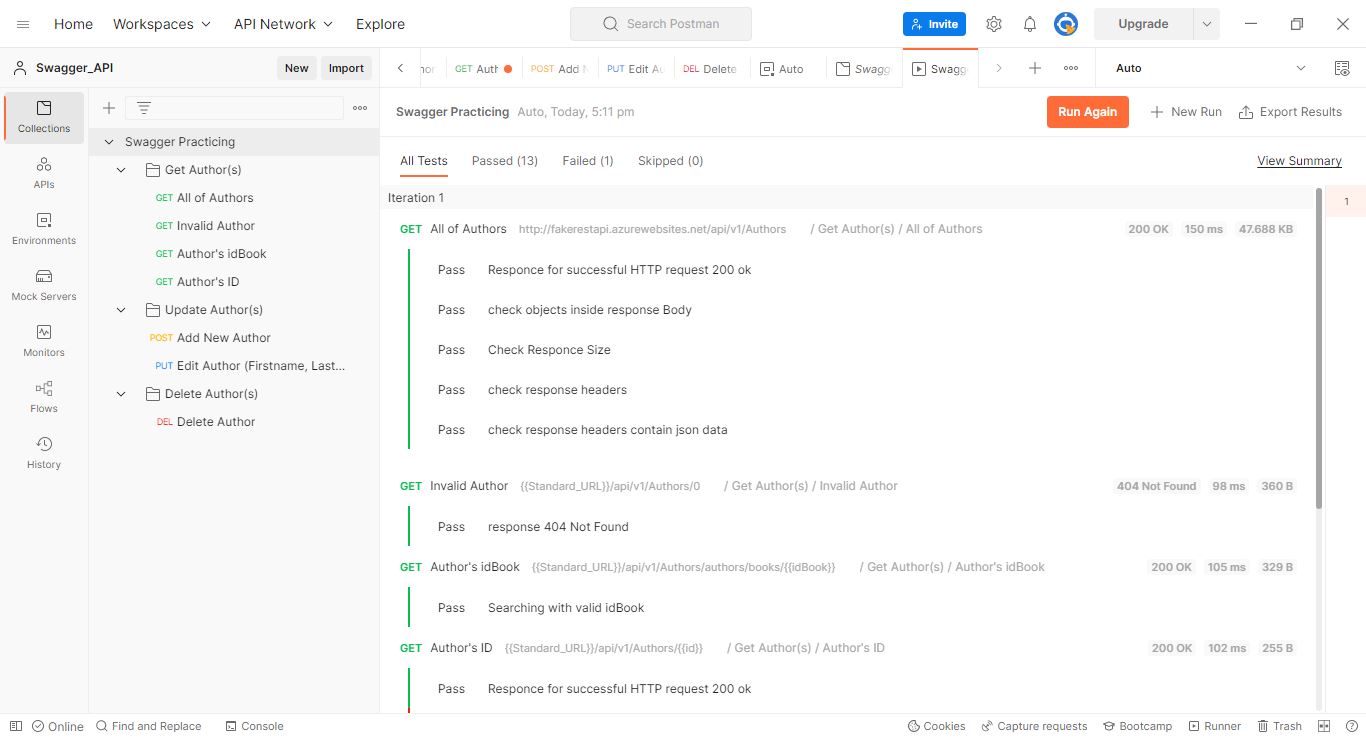 Home Workspaces API Network Explore Search Postman Invite Upgrade
Swagger_API New Import GET Auth POST Add N PUT Edit Au DEL Delete Auto Swagg Swagg Auto
Swagger Practicing Auto, Today, 5:11 pm Run Again New Run Export Results
Collections
APIs
Environments
Mock Servers
Monitors
Flows
History
Swagger Practicing
Get Author(s)
GET All of Authors
GET Invalid Author
GET Author's idBook
GET Author's ID
Update Author(s)
POST Add New Author
PUT Edit Author (Firstname, Last...
Delete Author(s)
DEL Delete Author
All Tests Passed (13) Failed (1) Skipped (0) View Summary
Iteration 1 1
GET All of Authors http://fakerestapi.azurewebsites.net/api/v1/Authors / Get Author(s) / All of Authors 200 OK 150 ms 47.688 KB
Pass Responce for successful HTTP request 200 ok
Pass check objects inside response Body
Pass Check Responce Size
Pass check response headers
Pass check response headers contain json data
GET Invalid Author {{Standard_URL}}/api/v1/Authors/0 / Get Author(s) / Invalid Author 404 Not Found 98 ms 360 B
Pass response 404 Not Found
GET Author's idBook {{Standard_URL}}/api/v1/Authors/authors/books/{{idBook}} / Get Author(s) / Author's idBook 200 OK 105 ms 329 B
Pass Searching with valid idBook
GET Author's ID {{Standard_URL}}/api/v1/Authors/{{id}} / Get Author(s) / Author's ID 200 OK 102 ms 255 B
Pass Responce for successful HTTP request 200 ok
Online Find and Replace Console Cookies Capture requests Bootcamp Runner Trash